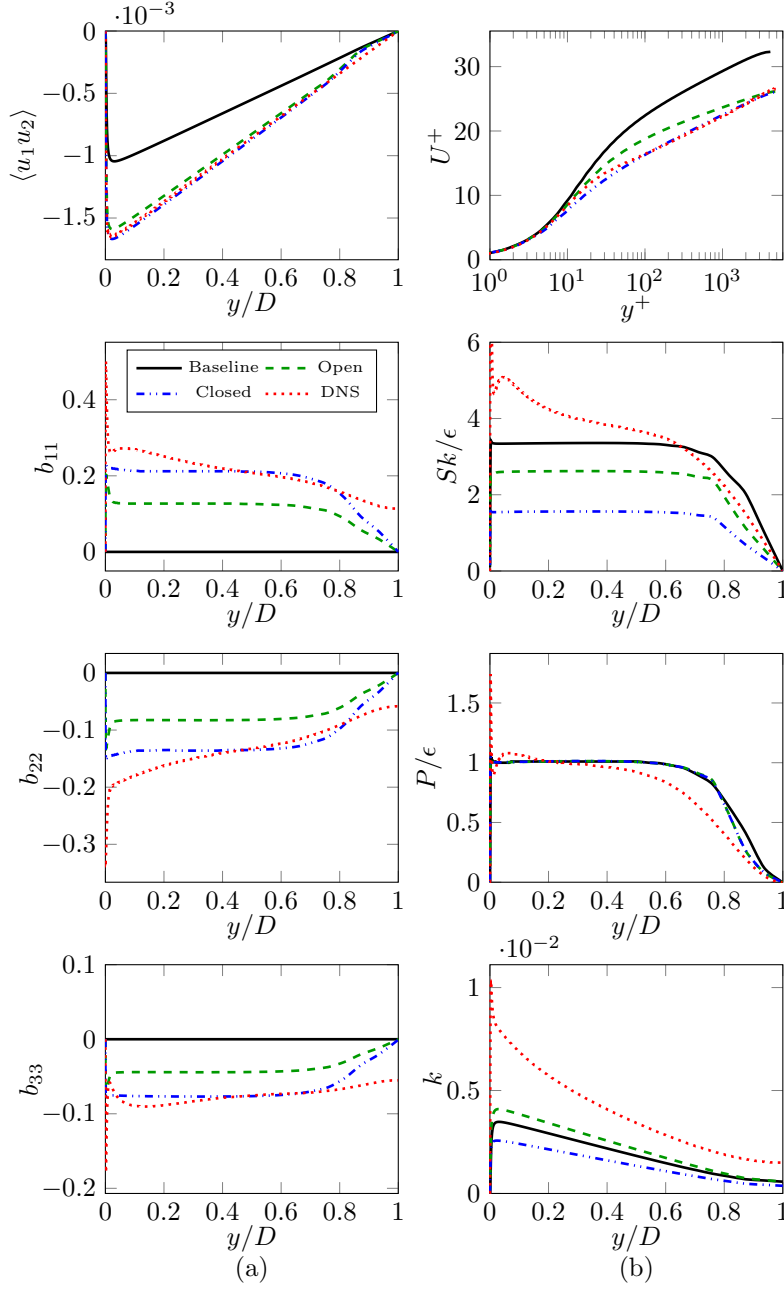 ·10⁻³
0
−0.5
−1
−1.5
⟨u₁u₂⟩
0 0.2 0.4 0.6 0.8 1
y/D
30
20
10
0
U⁺
10⁰ 10¹ 10² 10³
y⁺
Baseline Open
Closed DNS
0.4
0.2
0
b₁₁
0 0.2 0.4 0.6 0.8 1
y/D
6
4
2
0
Sk/ϵ
0 0.2 0.4 0.6 0.8 1
y/D
0
−0.1
−0.2
−0.3
b₂₂
0 0.2 0.4 0.6 0.8 1
y/D
1.5
1
0.5
0
P/ϵ
0 0.2 0.4 0.6 0.8 1
y/D
0.1
0
−0.1
−0.2
b₃₃
0 0.2 0.4 0.6 0.8 1
y/D
(a)
·10⁻²
1
0.5
0
k
0 0.2 0.4 0.6 0.8 1
y/D
(b)